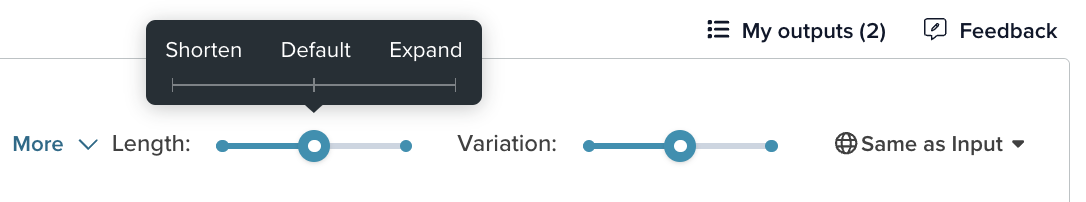 My outputs (2) Feedback
Shorten Default Expand
More Length: Variation: Same as Input